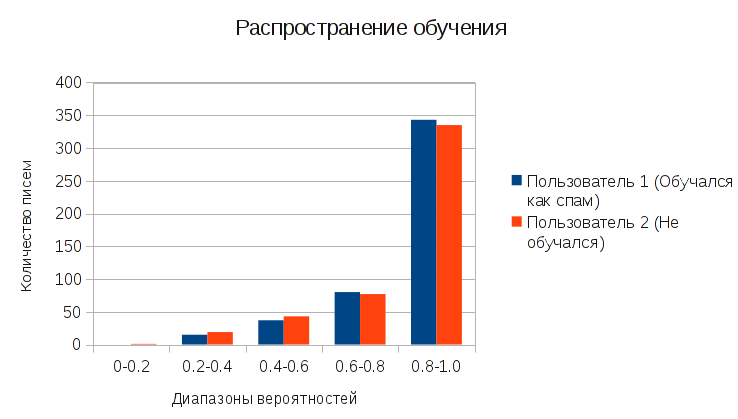 Распространение обучения
400
350
300
250
200
150
100
50
0
Количество писем
0-0.2 0.2-0.4 0.4-0.6 0.6-0.8 0.8-1.0
Диапазоны вероятностей
Пользователь 1 (Обучался
как спам)
Пользователь 2 (Не
обучался)